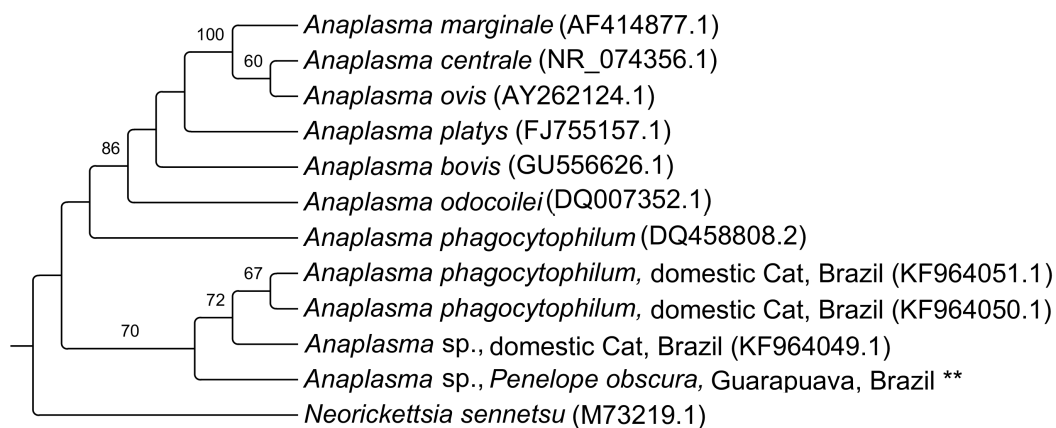 100
Anaplasma marginale (AF414877.1)
60
Anaplasma centrale (NR_074356.1)
Anaplasma ovis (AY262124.1)
Anaplasma platys (FJ755157.1)
86
Anaplasma bovis (GU556626.1)
Anaplasma odocoilei (DQ007352.1)
Anaplasma phagocytophilum (DQ458808.2)
67
Anaplasma phagocytophilum, domestic Cat, Brazil (KF964051.1)
72
Anaplasma phagocytophilum, domestic Cat, Brazil (KF964050.1)
70
Anaplasma sp., domestic Cat, Brazil (KF964049.1)
Anaplasma sp., Penelope obscura, Guarapuava, Brazil **
Neorickettsia sennetsu (M73219.1)